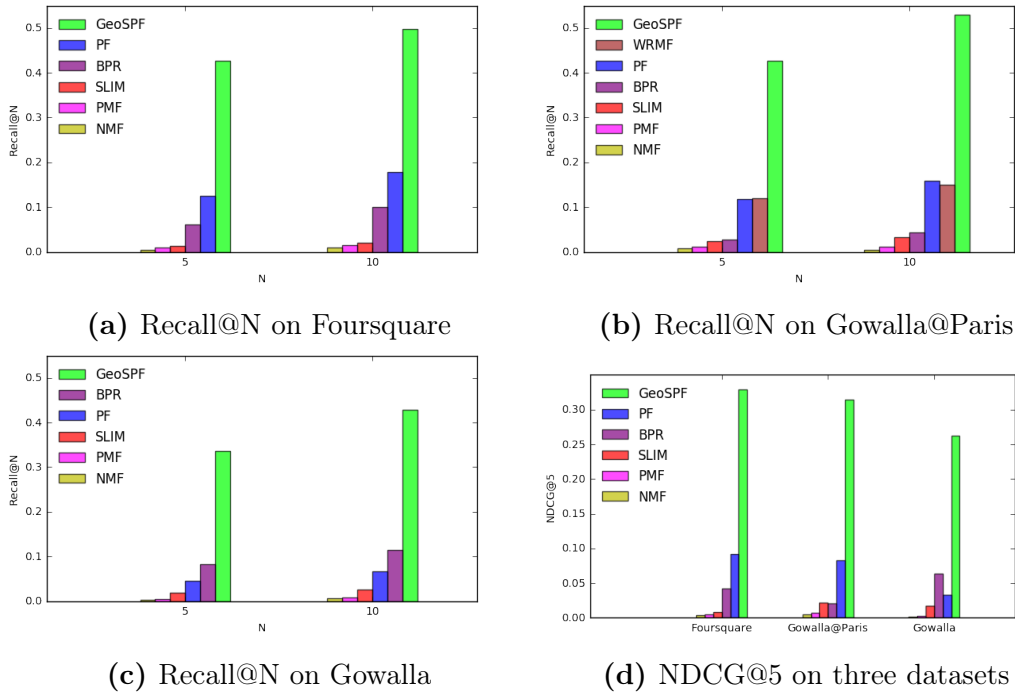 0.5
0.4
0.3
0.2
0.1
0.0
Recall@N
GeoSPF
PF
BPR
SLIM
PMF
NMF
5 10
N
(a) Recall@N on Foursquare
0.5
0.4
0.3
0.2
0.1
0.0
Recall@N
GeoSPF
WRMF
PF
BPR
SLIM
PMF
NMF
5 10
N
(b) Recall@N on Gowalla@Paris
0.5
0.4
0.3
0.2
0.1
0.0
Recall@N
GeoSPF
BPR
PF
SLIM
PMF
NMF
5 10
N
(c) Recall@N on Gowalla
0.30
0.25
0.20
0.15
0.10
0.05
0.00
NDCG@5
GeoSPF
PF
BPR
SLIM
PMF
NMF
Foursquare Gowalla@Paris Gowalla
(d) NDCG@5 on three datasets